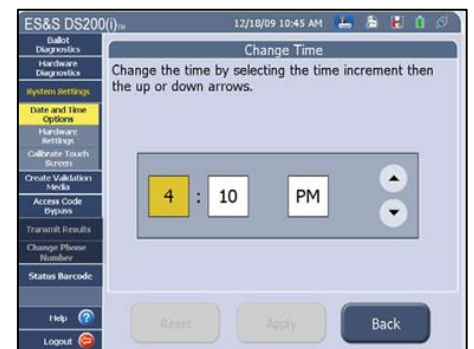 ES&S DS200(i)™ 12/18/09 10:45 AM
Ballot
Diagnostics
Hardware
Diagnostics
System Settings
Date and Time
Options
Hardware
Settings
Calibrate Touch
Screen
Create Validation
Media
Access Code
Bypass
Transmit Results
Change Phone
Number
Status Barcode
Help ?
Logout
Change Time
Change the time by selecting the time increment then
the up or down arrows.
4 : 10 PM
Reset Apply Back